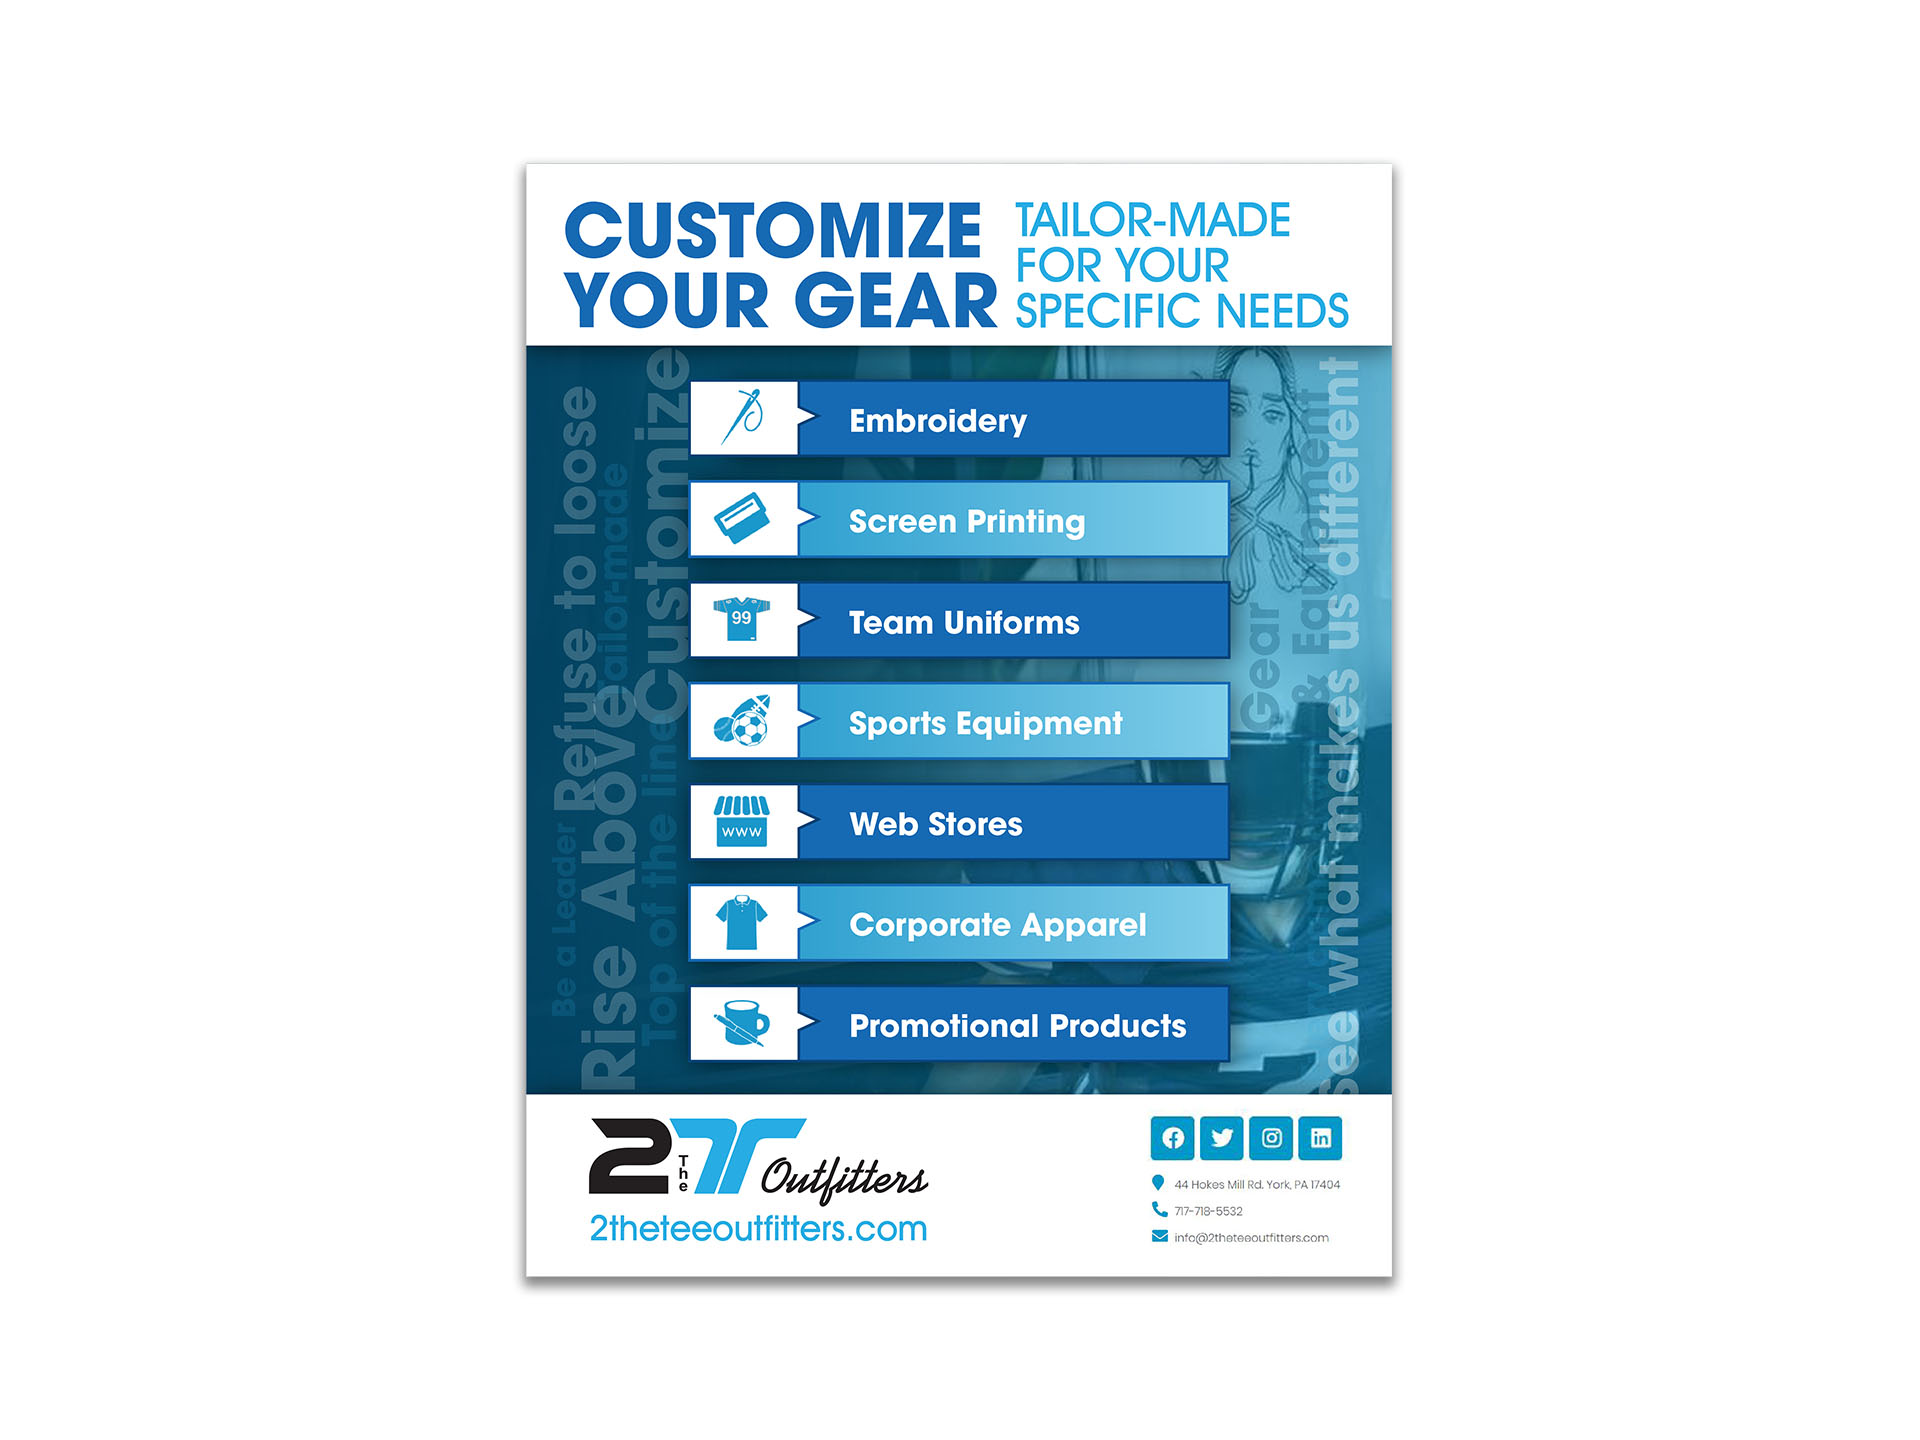 CUSTOMIZE
YOUR GEAR
TAILOR-MADE
FOR YOUR
SPECIFIC NEEDS
Be a Leader
Refuse to loose
Rise Above
Tailor-made
Top of the line
Customize
Embroidery
Screen Printing
99
Team Uniforms
Sports Equipment
WWW
Web Stores
Corporate Apparel
Promotional Products
Gear
& Equipment
See what makes us different
2 The T Outfitters
2theteeoutfitters.com
44 Hokes Mill Rd. York, PA 17404
717-718-5532
info@2theteeoutfitters.com